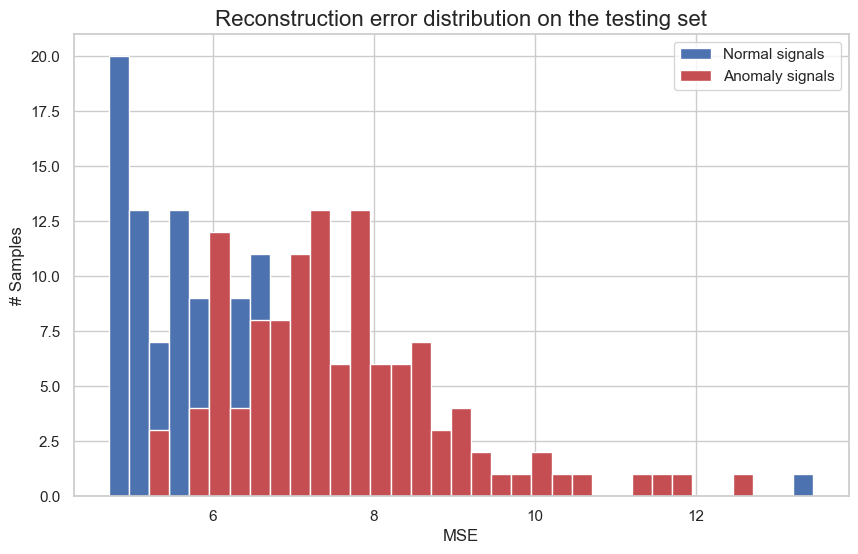 Reconstruction error distribution on the testing set
Normal signals
Anomaly signals
20.0
17.5
15.0
12.5
10.0
7.5
5.0
2.5
0.0
# Samples
6 8 10 12
MSE